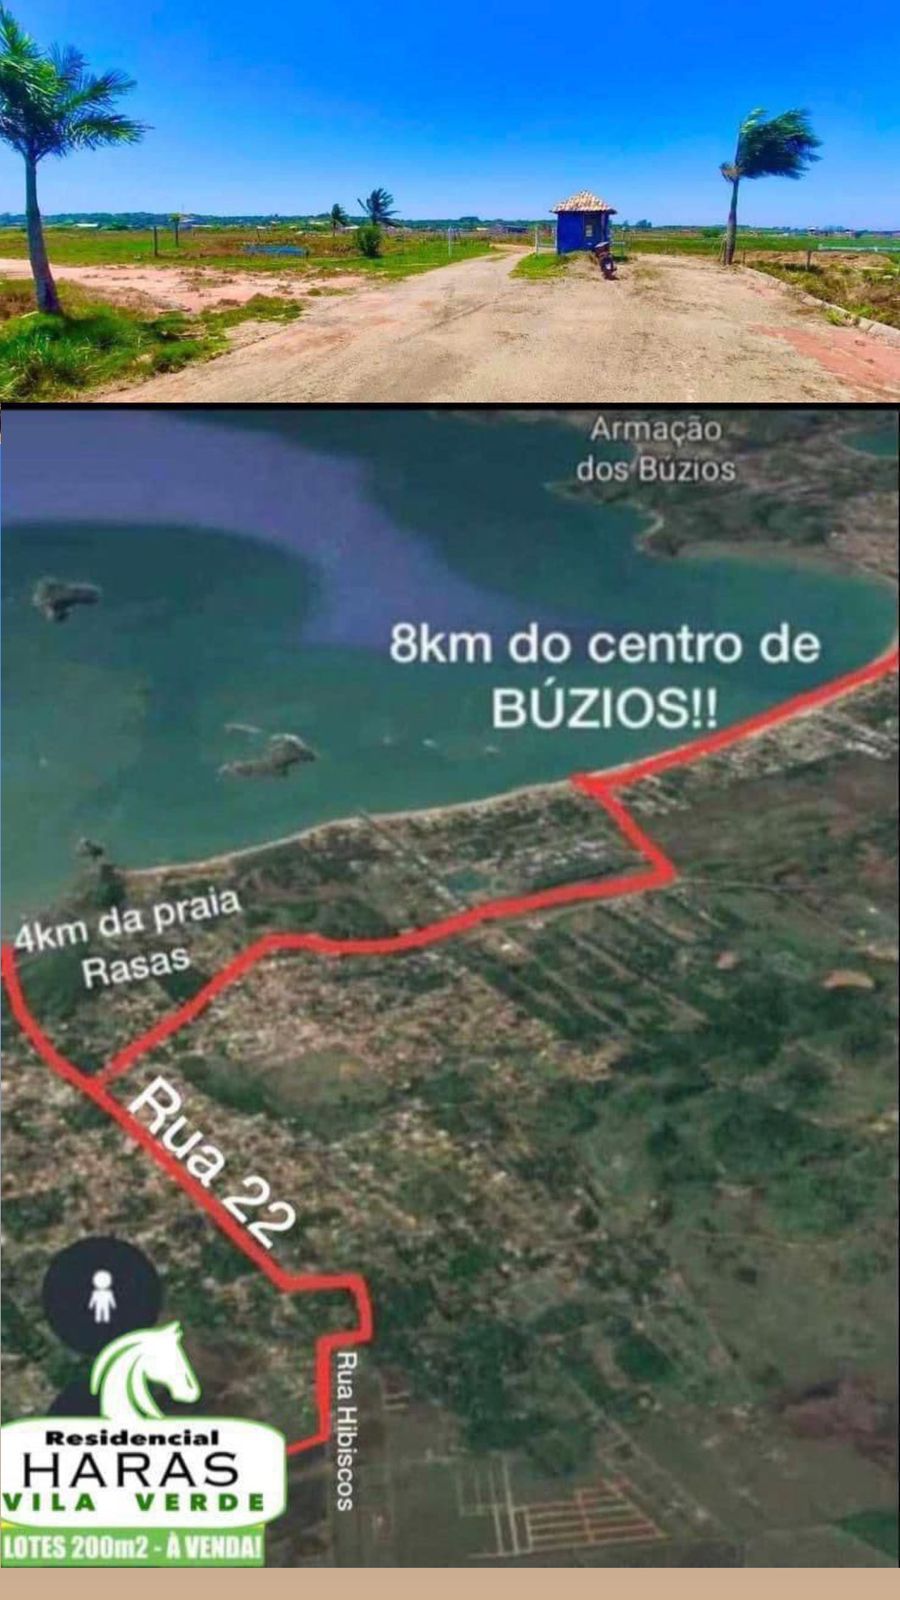 Armação
dos Búzios
8km do centro de
BÚZIOS!!
4km da praia
Rasas
Rua 22
Rua Hibiscos
Residencial
HARAS
VILA VERDE
LOTES 200m2 - À VENDA!